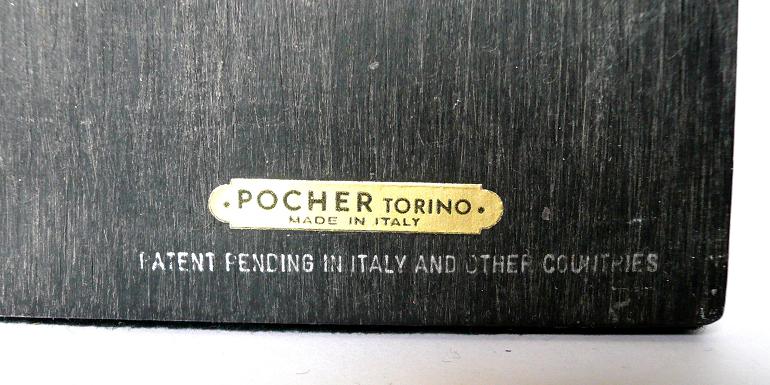 • POCHER TORINO •
MADE IN ITALY
PATENT PENDING IN ITALY AND OTHER COUNTRIES